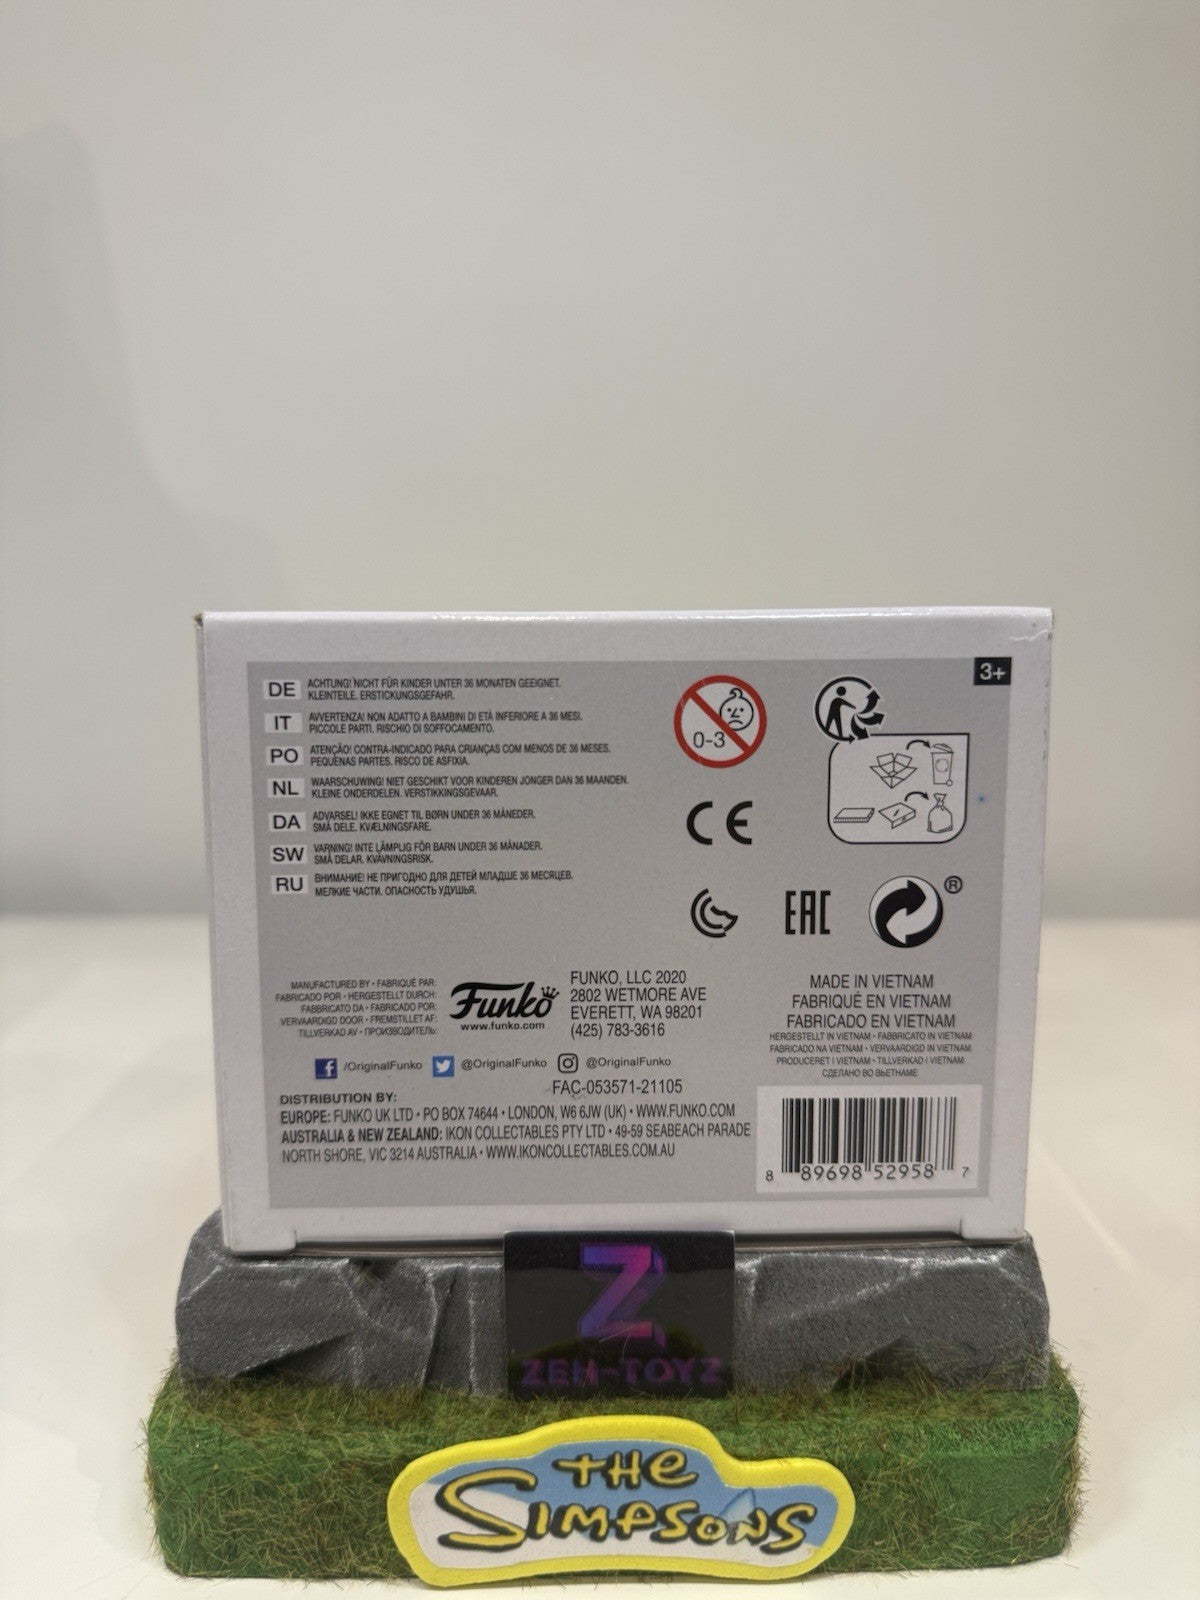 3+
DE ACHTUNG! NICHT FÜR KINDER UNTER 36 MONATEN GEEIGNET.
KLEINTEILE. ERSTICKUNGSGEFAHR.
IT AVVERTENZA! NON ADATTO A BAMBINI DI ETÀ INFERIORE A 36 MESI.
PICCOLE PARTI. RISCHIO DI SOFFOCAMENTO.
PO ATENÇÃO! CONTRA-INDICADO PARA CRIANÇAS COM MENOS DE 36 MESES.
PEQUENAS PARTES. RISCO DE ASFIXIA.
NL WAARSCHUWING! NIET GESCHIKT VOOR KINDEREN JONGER DAN 36 MAANDEN.
KLEINE ONDERDELEN. VERSTIKKINGSGEVAAR.
DA ADVARSEL! IKKE EGNET TIL BØRN UNDER 36 MÅNEDER.
SMÅ DELE. KVÆLNINGSFARE.
SW VARNING! INTE LÄMPLIG FÖR BARN UNDER 36 MÅNADER.
SMÅ DELAR. KVÄVNINGSRISK.
RU ВНИМАНИЕ! НЕ ПРИГОДНО ДЛЯ ДЕТЕЙ МЛАДШЕ 36 МЕСЯЦЕВ.
МЕЛКИЕ ЧАСТИ. ОПАСНОСТЬ УДУШЬЯ.
0-3
CE
EAC
®
MANUFACTURED BY • FABRIQUÉ PAR:
FABRICADO POR • HERGESTELLT DURCH:
FABBRICATO DA • FABRICADO POR:
VERVAARDIGD DOOR • FREMSTILLET AF:
TILLVERKAD AV • ПРОИЗВОДИТЕЛЬ:
Funko
www.funko.com
FUNKO, LLC 2020
2802 WETMORE AVE
EVERETT, WA 98201
(425) 783-3616
/OriginalFunko @OriginalFunko @OriginalFunko
FAC-053571-21105
DISTRIBUTION BY:
EUROPE: FUNKO UK LTD • PO BOX 74644 • LONDON, W6 6JW (UK) • WWW.FUNKO.COM
AUSTRALIA & NEW ZEALAND: IKON COLLECTABLES PTY LTD • 49-59 SEABEACH PARADE
NORTH SHORE, VIC 3214 AUSTRALIA • WWW.IKONCOLLECTABLES.COM.AU
MADE IN VIETNAM
FABRIQUÉ EN VIETNAM
FABRICADO EN VIETNAM
HERGESTELLT IN VIETNAM • FABBRICATO IN VIETNAM
FABRICADO NA VIETNAM • VERVAARDIGD IN VIETNAM
PRODUCERET I VIETNAM • TILLVERKAD I VIETNAM
СДЕЛАНО ВО ВЬЕТНАМЕ
8 89698 52958 7
Z
ZEH-TOYZ
THE
SIMPSONS